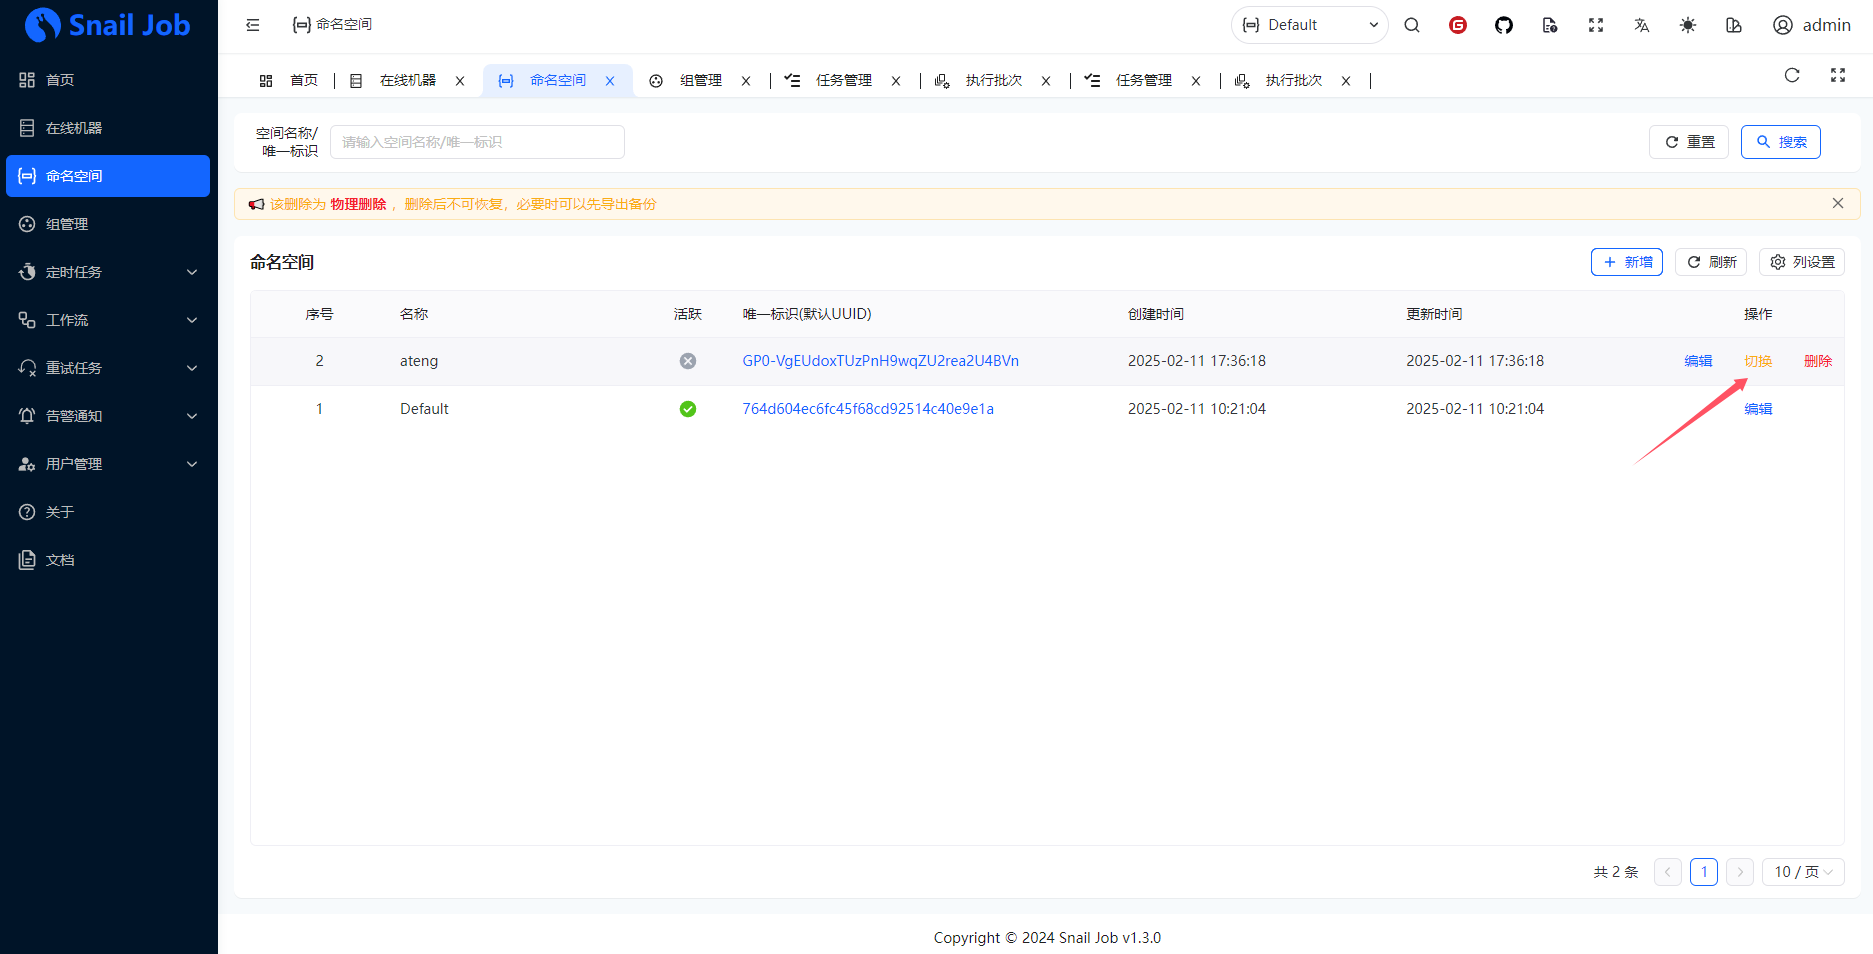 Snail Job
命名空间
Default
admin
首页
在线机器
命名空间
组管理
任务管理
执行批次
任务管理
执行批次
首页
在线机器
命名空间
组管理
定时任务
工作流
重试任务
告警通知
用户管理
关于
文档
空间名称/
唯一标识
请输入空间名称/唯一标识
重置
搜索
该删除为 物理删除 ，删除后不可恢复，必要时可以先导出备份
命名空间
新增
刷新
列设置
序号 名称 活跃 唯一标识(默认UUID) 创建时间 更新时间 操作
2 ateng GP0-VgEUdoxTUzPnH9wqZU2rea2U4BVn 2025-02-11 17:36:18 2025-02-11 17:36:18 编辑 切换 删除
1 Default 764d604ec6fc45f68cd92514c40e9e1a 2025-02-11 10:21:04 2025-02-11 10:21:04 编辑
共 2 条 1 10 / 页
Copyright © 2024 Snail Job v1.3.0